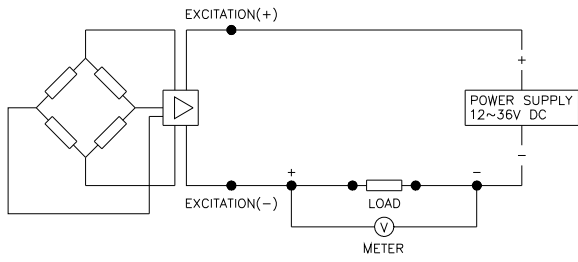 EXCITATION(+)
+
POWER SUPPLY
12~36V DC
−
+
−
EXCITATION(−)
LOAD
V
METER